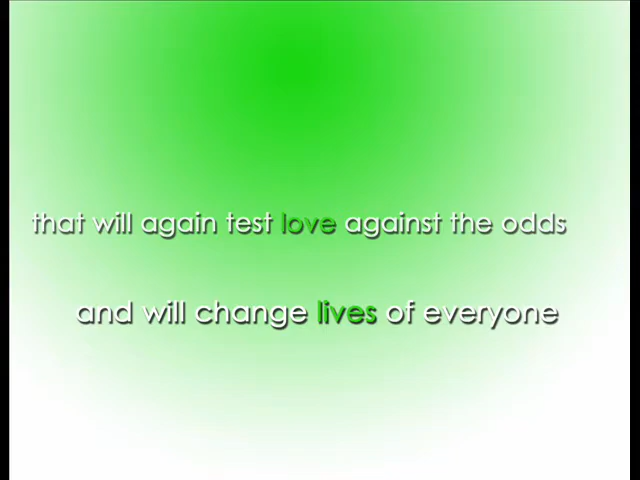 that will again test love against the odds
and will change lives of everyone